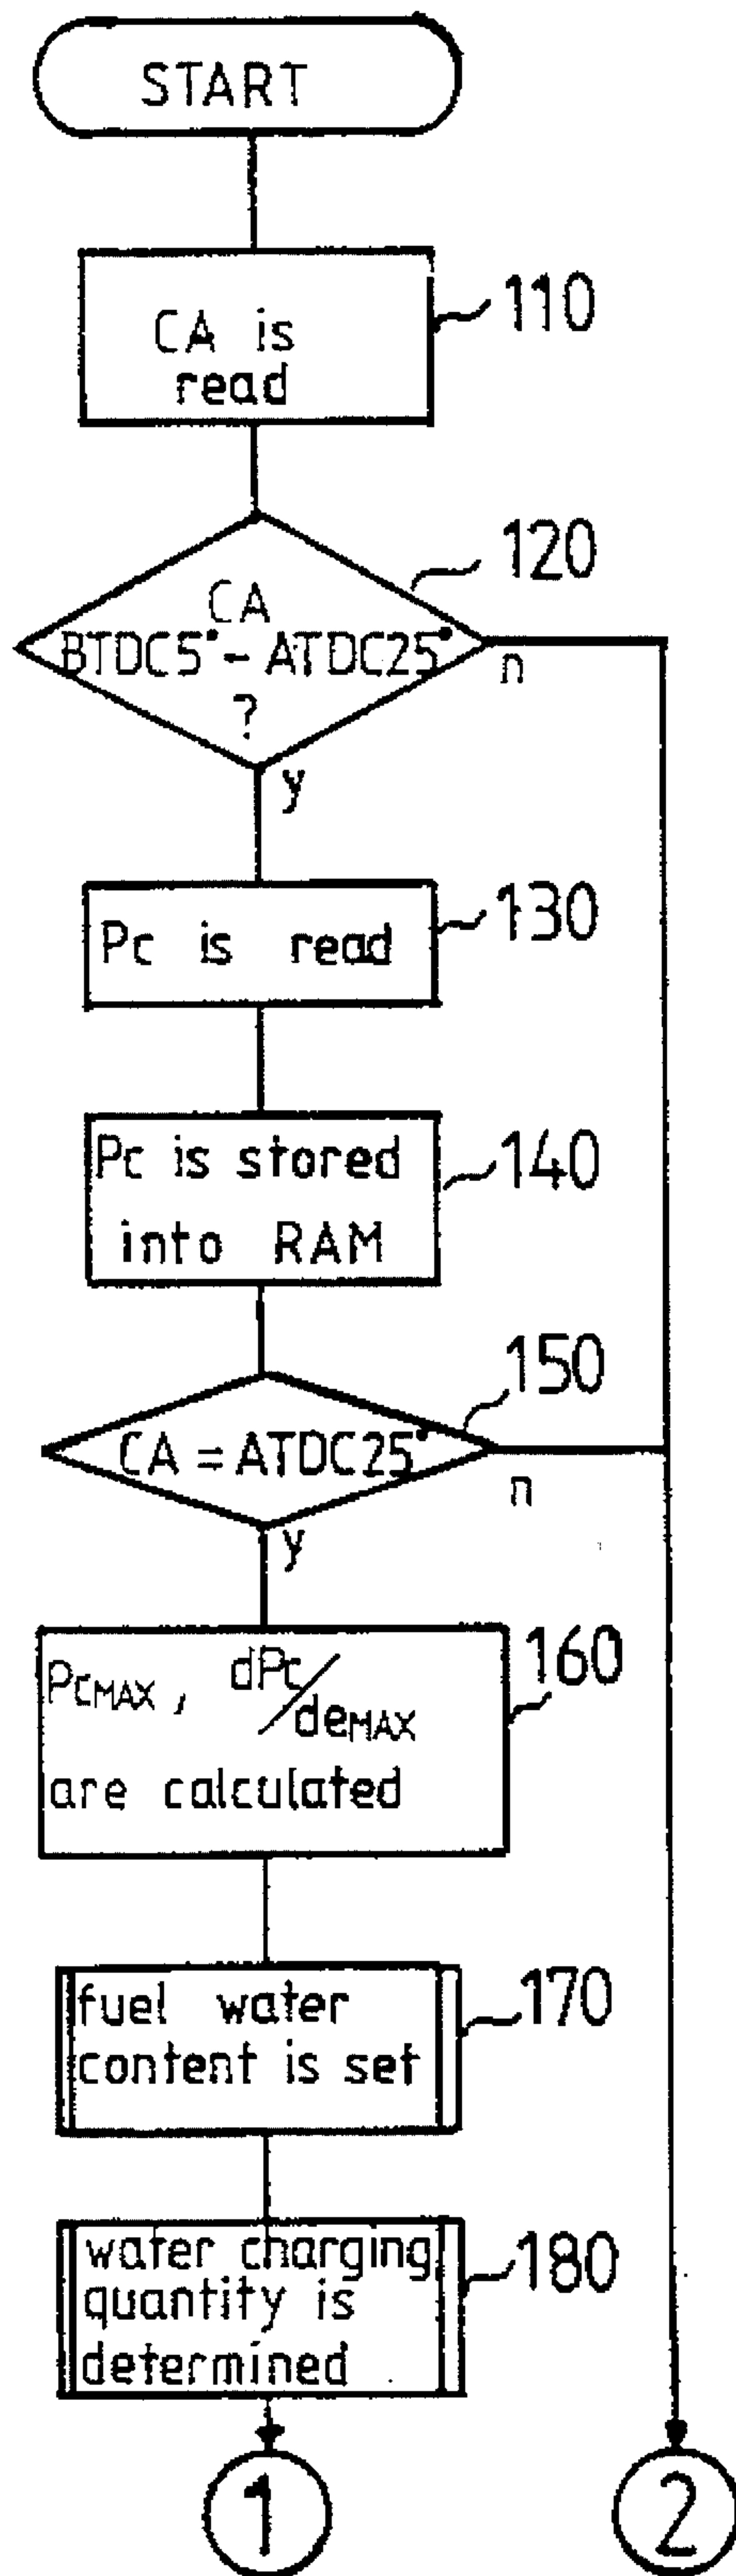 START
CA is
read
110
CA
BTDC5° - ATDC25°
?
120
n
y
Pc is read
130
Pc is stored
into RAM
140
CA = ATDC25°
150
n
y
PcMAX, dPc/deMAX
are calculated
160
fuel water
content is set
170
water charging
quantity is
determined
180
1
2